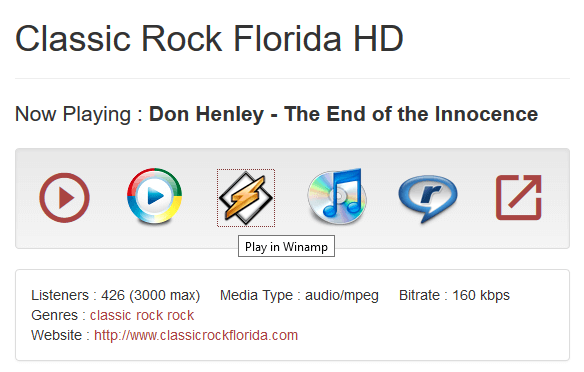 Classic Rock Florida HD
Now Playing : Don Henley - The End of the Innocence
Play in Winamp
Listeners : 426 (3000 max) Media Type : audio/mpeg Bitrate : 160 kbps
Genres : classic rock rock
Website : http://www.classicrockflorida.com